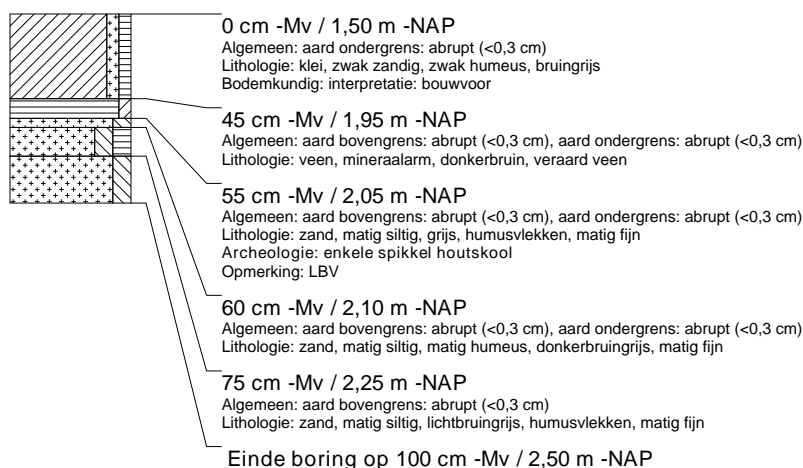 0 cm -Mv / 1,50 m -NAP
Algemeen: aard ondergrens: abrupt (<0,3 cm)
Lithologie: klei, zwak zandig, zwak humeus, bruingrijs
Bodemkundig: interpretatie: bouwvoor
45 cm -Mv / 1,95 m -NAP
Algemeen: aard bovengrens: abrupt (<0,3 cm), aard ondergrens: abrupt (<0,3 cm)
Lithologie: veen, mineraalarm, donkerbruin, veraard veen
55 cm -Mv / 2,05 m -NAP
Algemeen: aard bovengrens: abrupt (<0,3 cm), aard ondergrens: abrupt (<0,3 cm)
Lithologie: zand, matig siltig, grijs, humusvlekken, matig fijn
Archeologie: enkele spikkel houtskool
Opmerking: LBV
60 cm -Mv / 2,10 m -NAP
Algemeen: aard bovengrens: abrupt (<0,3 cm), aard ondergrens: abrupt (<0,3 cm)
Lithologie: zand, matig siltig, matig humeus, donkerbruingrijs, matig fijn
75 cm -Mv / 2,25 m -NAP
Algemeen: aard bovengrens: abrupt (<0,3 cm)
Lithologie: zand, matig siltig, lichtbruingrijs, humusvlekken, matig fijn
Einde boring op 100 cm -Mv / 2,50 m -NAP